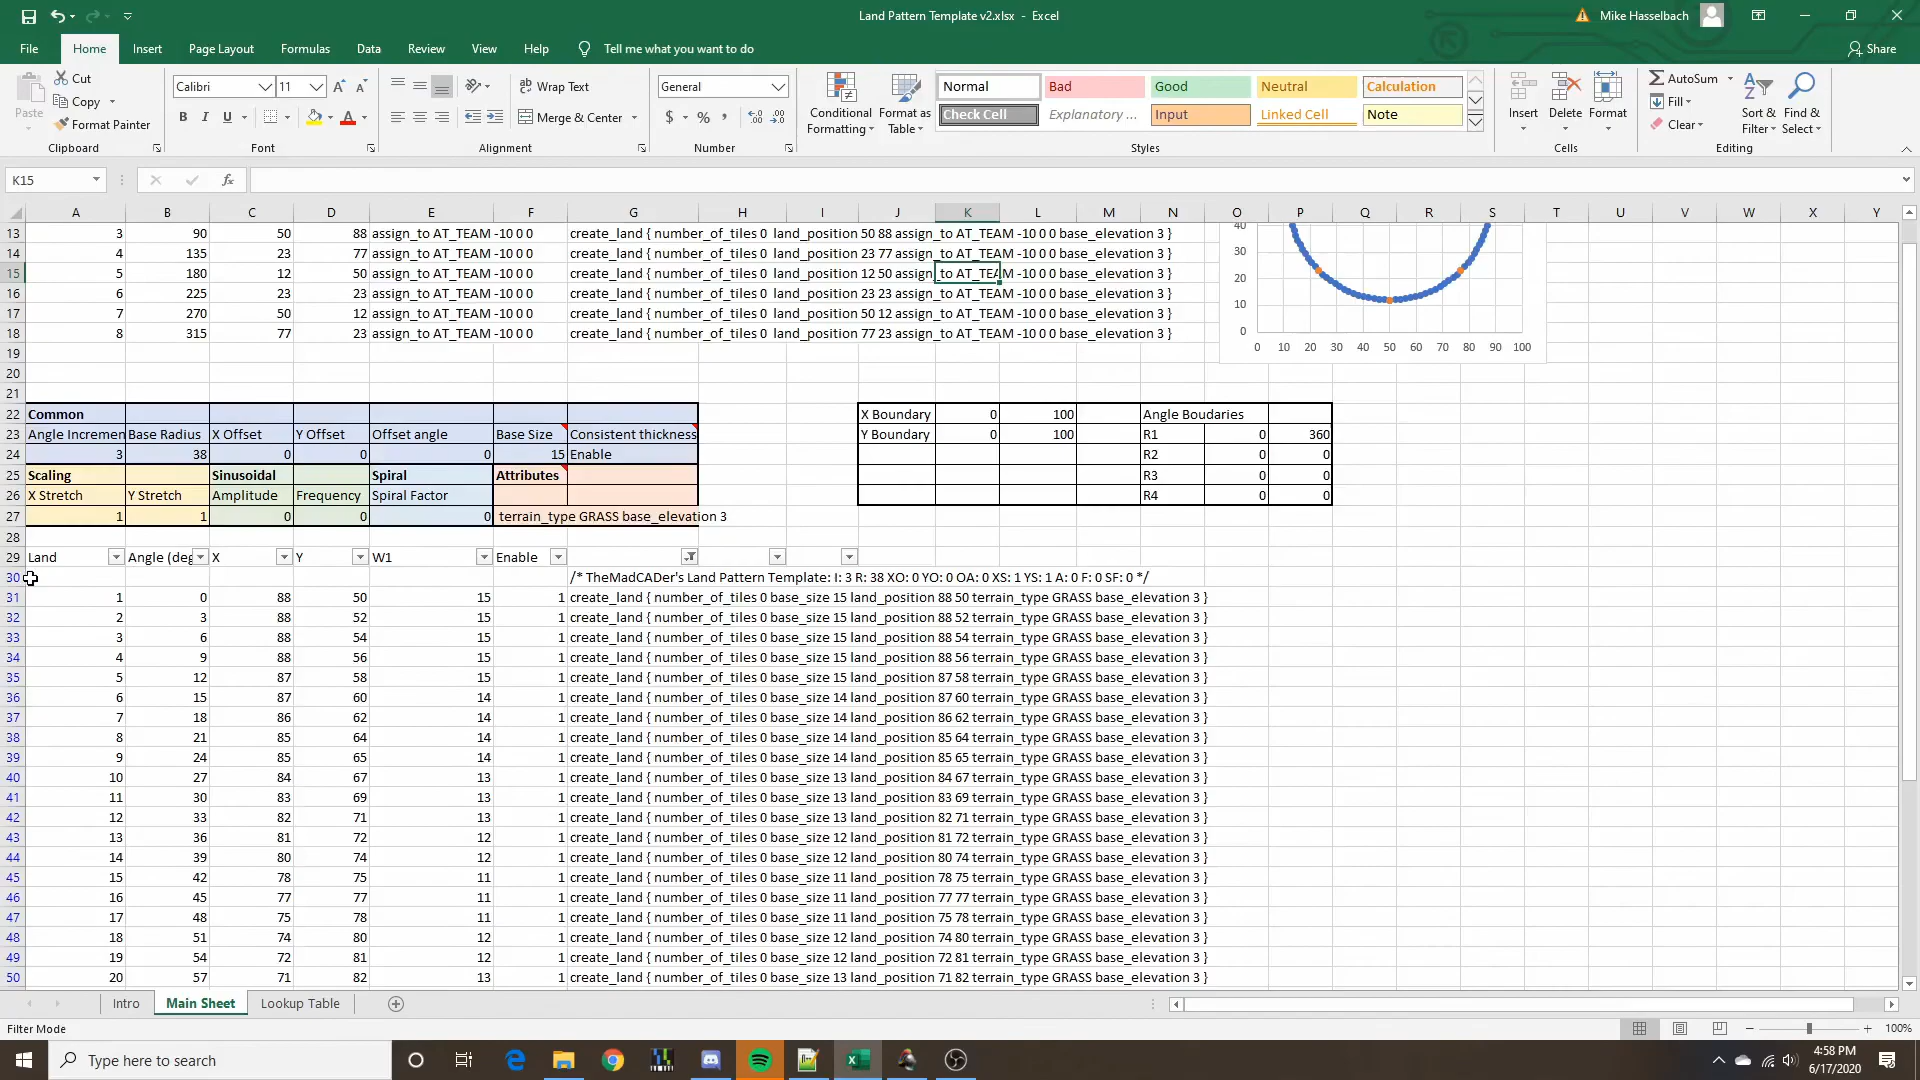 Land Pattern Template v2.xlsx - Excel
Mike Hasselbach
File Home Insert Page Layout Formulas Data Review View Help Tell me what you want to do Share
Paste Cut Copy Format Painter Clipboard
Calibri 11 B I U Font
Wrap Text Merge & Center Alignment
General $ % , Number
Conditional Formatting Format as Table
Normal Bad Good Neutral Calculation
Check Cell Explanatory ... Input Linked Cell Note
Styles
Insert Delete Format Cells
AutoSum Fill Clear Sort & Filter Find & Select Editing
K15 fx
A B C D E F G H I J K L M N O P Q R S T U V W X Y
13 3 90 50 88 assign_to AT_TEAM -10 0 0 create_land { number_of_tiles 0 land_position 50 88 assign_to AT_TEAM -10 0 0 base_elevation 3 }
14 4 135 23 77 assign_to AT_TEAM -10 0 0 create_land { number_of_tiles 0 land_position 23 77 assign_to AT_TEAM -10 0 0 base_elevation 3 }
15 5 180 12 50 assign_to AT_TEAM -10 0 0 create_land { number_of_tiles 0 land_position 12 50 assign_to AT_TEAM -10 0 0 base_elevation 3 }
16 6 225 23 23 assign_to AT_TEAM -10 0 0 create_land { number_of_tiles 0 land_position 23 23 assign_to AT_TEAM -10 0 0 base_elevation 3 }
17 7 270 50 12 assign_to AT_TEAM -10 0 0 create_land { number_of_tiles 0 land_position 50 12 assign_to AT_TEAM -10 0 0 base_elevation 3 }
18 8 315 77 23 assign_to AT_TEAM -10 0 0 create_land { number_of_tiles 0 land_position 77 23 assign_to AT_TEAM -10 0 0 base_elevation 3 }
40
30
20
10
0
0 10 20 30 40 50 60 70 80 90 100
19
20
21
22 Common X Boundary 0 100 Angle Boudaries
23 Angle Incremen Base Radius X Offset Y Offset Offset angle Base Size Consistent thickness Y Boundary 0 100 R1 0 360
24 3 38 0 0 0 15 Enable R2 0 0
25 Scaling Sinusoidal Spiral Attributes R3 0 0
26 X Stretch Y Stretch Amplitude Frequency Spiral Factor R4 0 0
27 1 1 0 0 0 terrain_type GRASS base_elevation 3
28
29 Land Angle (deg X Y W1 Enable
30 /* TheMadCADer's Land Pattern Template: I: 3 R: 38 XO: 0 YO: 0 OA: 0 XS: 1 YS: 1 A: 0 F: 0 SF: 0 */
31 1 0 88 50 15 1 create_land { number_of_tiles 0 base_size 15 land_position 88 50 terrain_type GRASS base_elevation 3 }
32 2 3 88 52 15 1 create_land { number_of_tiles 0 base_size 15 land_position 88 52 terrain_type GRASS base_elevation 3 }
33 3 6 88 54 15 1 create_land { number_of_tiles 0 base_size 15 land_position 88 54 terrain_type GRASS base_elevation 3 }
34 4 9 88 56 15 1 create_land { number_of_tiles 0 base_size 15 land_position 88 56 terrain_type GRASS base_elevation 3 }
35 5 12 87 58 15 1 create_land { number_of_tiles 0 base_size 15 land_position 87 58 terrain_type GRASS base_elevation 3 }
36 6 15 87 60 14 1 create_land { number_of_tiles 0 base_size 14 land_position 87 60 terrain_type GRASS base_elevation 3 }
37 7 18 86 62 14 1 create_land { number_of_tiles 0 base_size 14 land_position 86 62 terrain_type GRASS base_elevation 3 }
38 8 21 85 64 14 1 create_land { number_of_tiles 0 base_size 14 land_position 85 64 terrain_type GRASS base_elevation 3 }
39 9 24 85 65 14 1 create_land { number_of_tiles 0 base_size 14 land_position 85 65 terrain_type GRASS base_elevation 3 }
40 10 27 84 67 13 1 create_land { number_of_tiles 0 base_size 13 land_position 84 67 terrain_type GRASS base_elevation 3 }
41 11 30 83 69 13 1 create_land { number_of_tiles 0 base_size 13 land_position 83 69 terrain_type GRASS base_elevation 3 }
42 12 33 82 71 13 1 create_land { number_of_tiles 0 base_size 13 land_position 82 71 terrain_type GRASS base_elevation 3 }
43 13 36 81 72 12 1 create_land { number_of_tiles 0 base_size 12 land_position 81 72 terrain_type GRASS base_elevation 3 }
44 14 39 80 74 12 1 create_land { number_of_tiles 0 base_size 12 land_position 80 74 terrain_type GRASS base_elevation 3 }
45 15 42 78 75 11 1 create_land { number_of_tiles 0 base_size 11 land_position 78 75 terrain_type GRASS base_elevation 3 }
46 16 45 77 77 11 1 create_land { number_of_tiles 0 base_size 11 land_position 77 77 terrain_type GRASS base_elevation 3 }
47 17 48 75 78 11 1 create_land { number_of_tiles 0 base_size 11 land_position 75 78 terrain_type GRASS base_elevation 3 }
48 18 51 74 80 12 1 create_land { number_of_tiles 0 base_size 12 land_position 74 80 terrain_type GRASS base_elevation 3 }
49 19 54 72 81 12 1 create_land { number_of_tiles 0 base_size 12 land_position 72 81 terrain_type GRASS base_elevation 3 }
50 20 57 71 82 13 1 create_land { number_of_tiles 0 base_size 13 land_position 71 82 terrain_type GRASS base_elevation 3 }
Intro Main Sheet Lookup Table
Filter Mode 100%
Type here to search
4:58 PM
6/17/2020